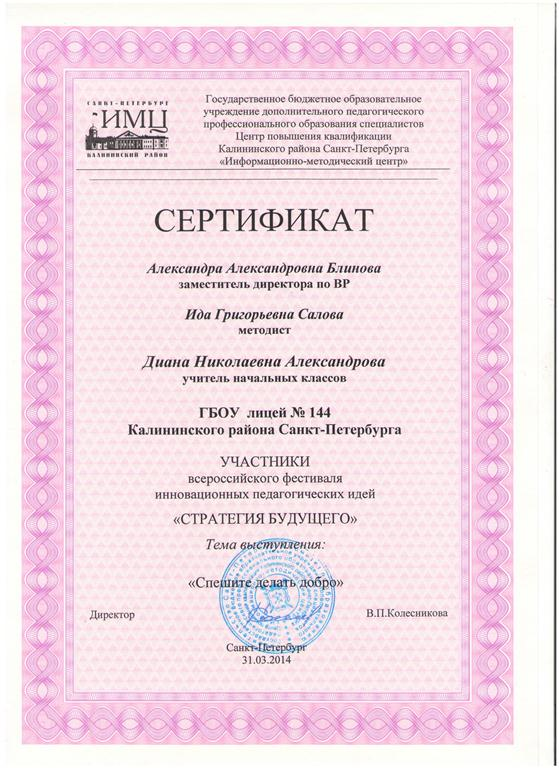 САНКТ-ПЕТЕРБУРГ
ИМЦ
КАЛИНИНСКИЙ РАЙОН
Государственное бюджетное образовательное
учреждение дополнительного педагогического
профессионального образования специалистов
Центр повышения квалификации
Калининского района Санкт-Петербурга
«Информационно-методический центр»
СЕРТИФИКАТ
Александра Александровна Блинова
заместитель директора по ВР
Ида Григорьевна Салова
методист
Диана Николаевна Александрова
учитель начальных классов
ГБОУ лицей № 144
Калининского района Санкт-Петербурга
УЧАСТНИКИ
всероссийского фестиваля
инновационных педагогических идей
«СТРАТЕГИЯ БУДУЩЕГО»
Тема выступления:
«Спешите делать добро»
Директор
В.П.Колесникова
Санкт-Петербург
31.03.2014